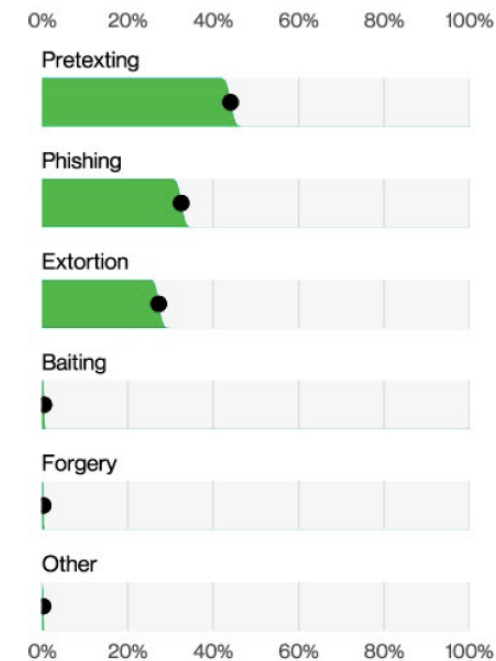 0% 20% 40% 60% 80% 100%
Pretexting
Phishing
Extortion
Baiting
Forgery
Other
0% 20% 40% 60% 80% 100%